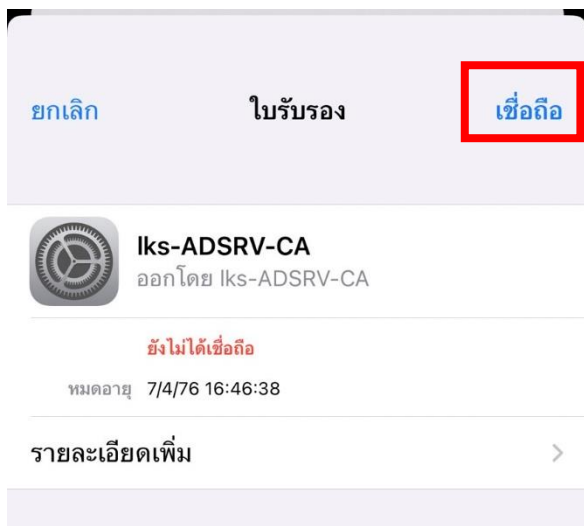 ยกเลิก ใบรับรอง เชื่อถือ
lks-ADSRV-CA
ออกโดย lks-ADSRV-CA
ยังไม่ได้เชื่อถือ
หมดอายุ 7/4/76 16:46:38
รายละเอียดเพิ่ม